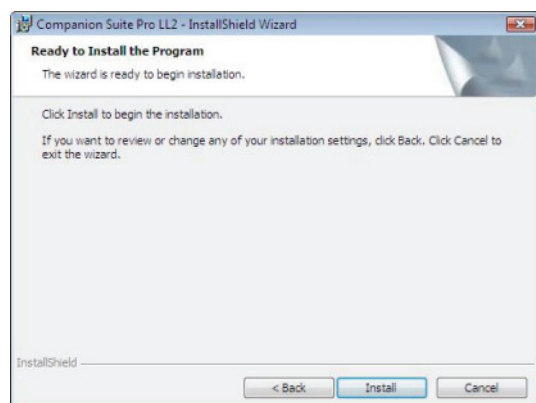 Companion Suite Pro LL2 - InstallShield Wizard
Ready to Install the Program
The wizard is ready to begin installation.
Click Install to begin the installation.
If you want to review or change any of your installation settings, click Back. Click Cancel to
exit the wizard.
InstallShield
< Back Install Cancel